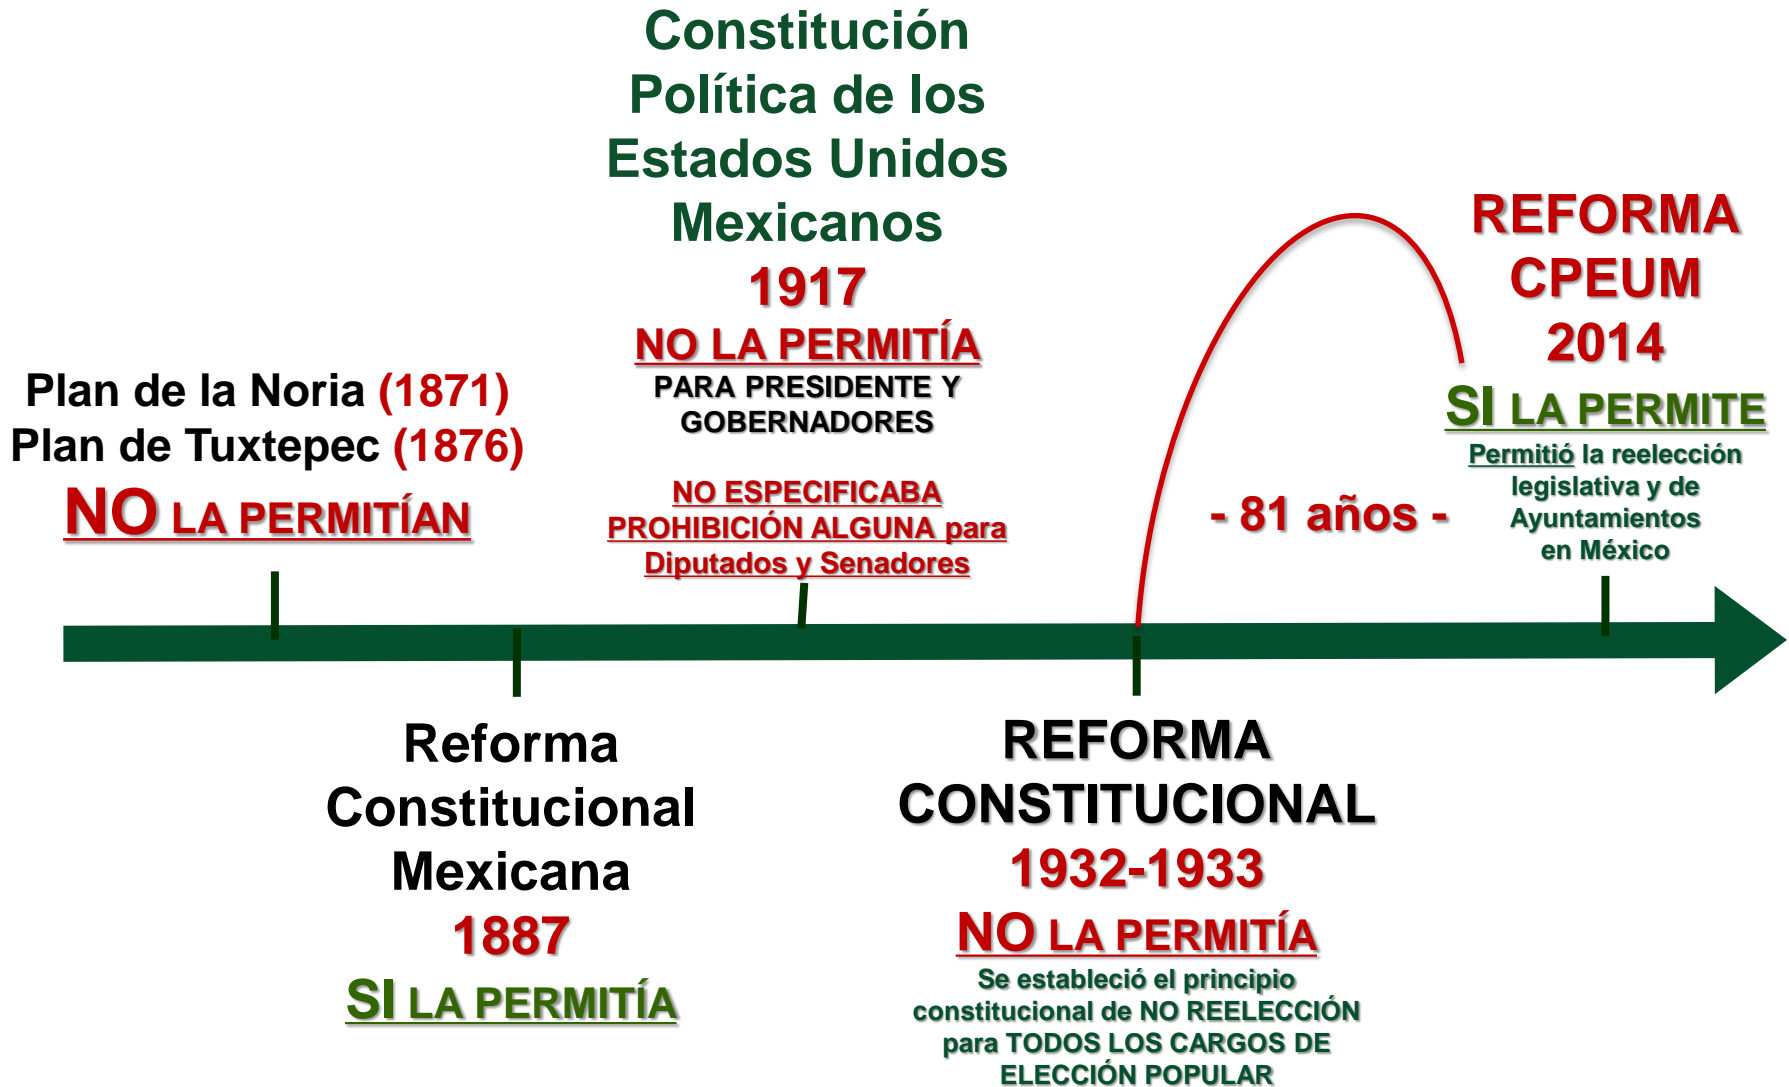 Plan de la Noria (1871)
Plan de Tuxtepec (1876)
NO LA PERMITÍAN
Reforma
Constitucional
Mexicana
1887
SI LA PERMITÍA
Constitución
Política de los
Estados Unidos
Mexicanos
1917
NO LA PERMITÍA
PARA PRESIDENTE Y
GOBERNADORES
NO ESPECIFICABA
PROHIBICIÓN ALGUNA para
Diputados y Senadores
REFORMA
CONSTITUCIONAL
1932-1933
NO LA PERMITÍA
Se estableció el principio
constitucional de NO REELECCIÓN
para TODOS LOS CARGOS DE
ELECCIÓN POPULAR
- 81 años -
REFORMA
CPEUM
2014
SI LA PERMITE
Permitió la reelección
legislativa y de
Ayuntamientos
en México